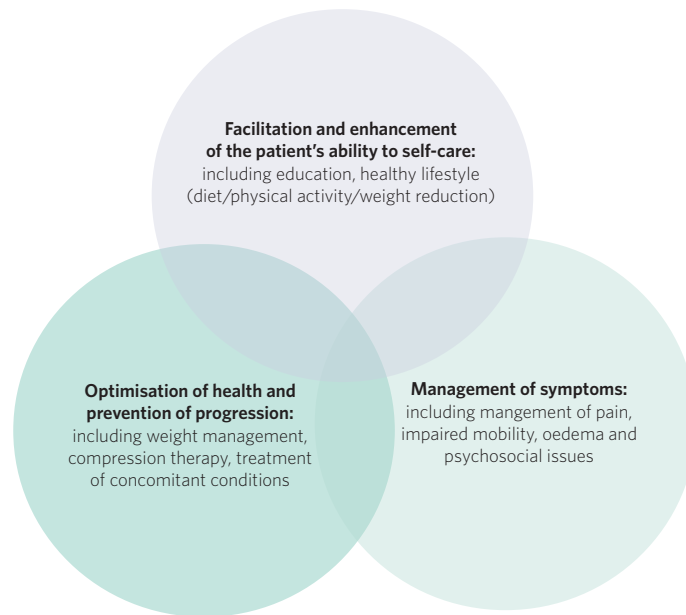 Facilitation and enhancement
of the patient's ability to self-care:
including education, healthy lifestyle
(diet/physical activity/weight reduction)
Optimisation of health and
prevention of progression:
including weight management,
compression therapy, treatment
of concomitant conditions
Management of symptoms:
including mangement of pain,
impaired mobility, oedema and
psychosocial issues